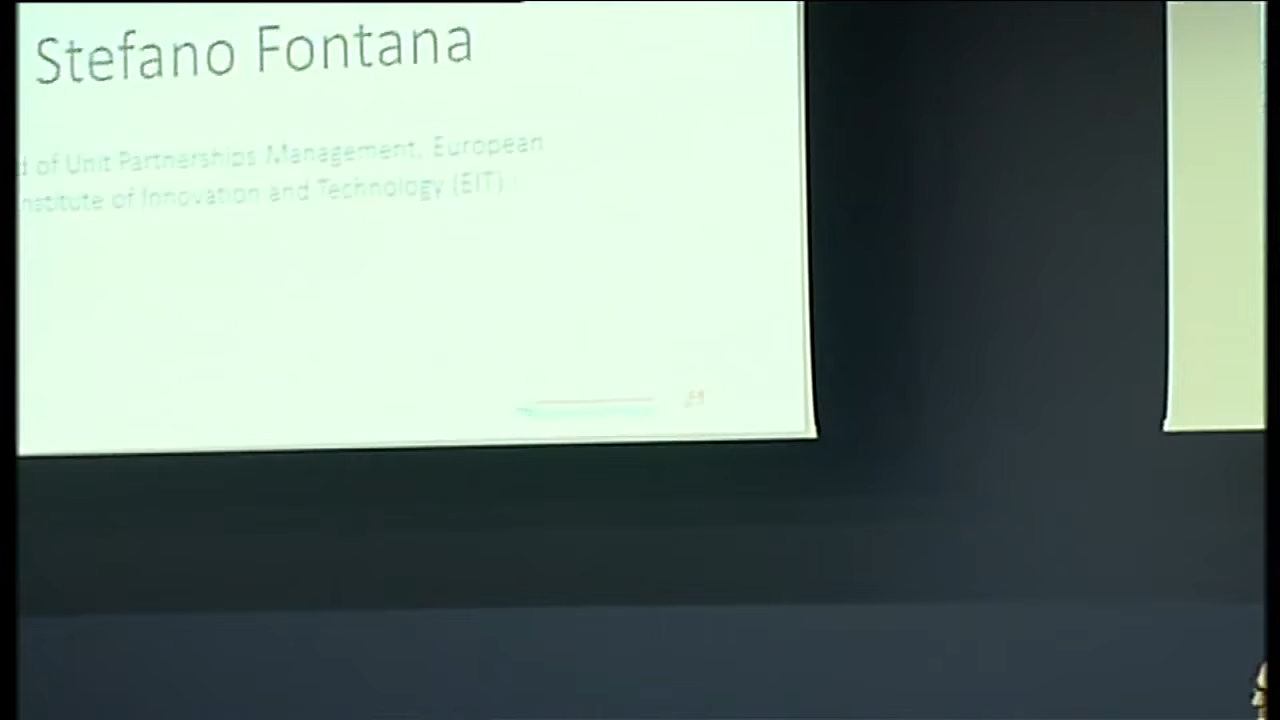 Stefano Fontana
d of Unit Partnerships Management, European
nstitute of Innovation and Technology (EIT)